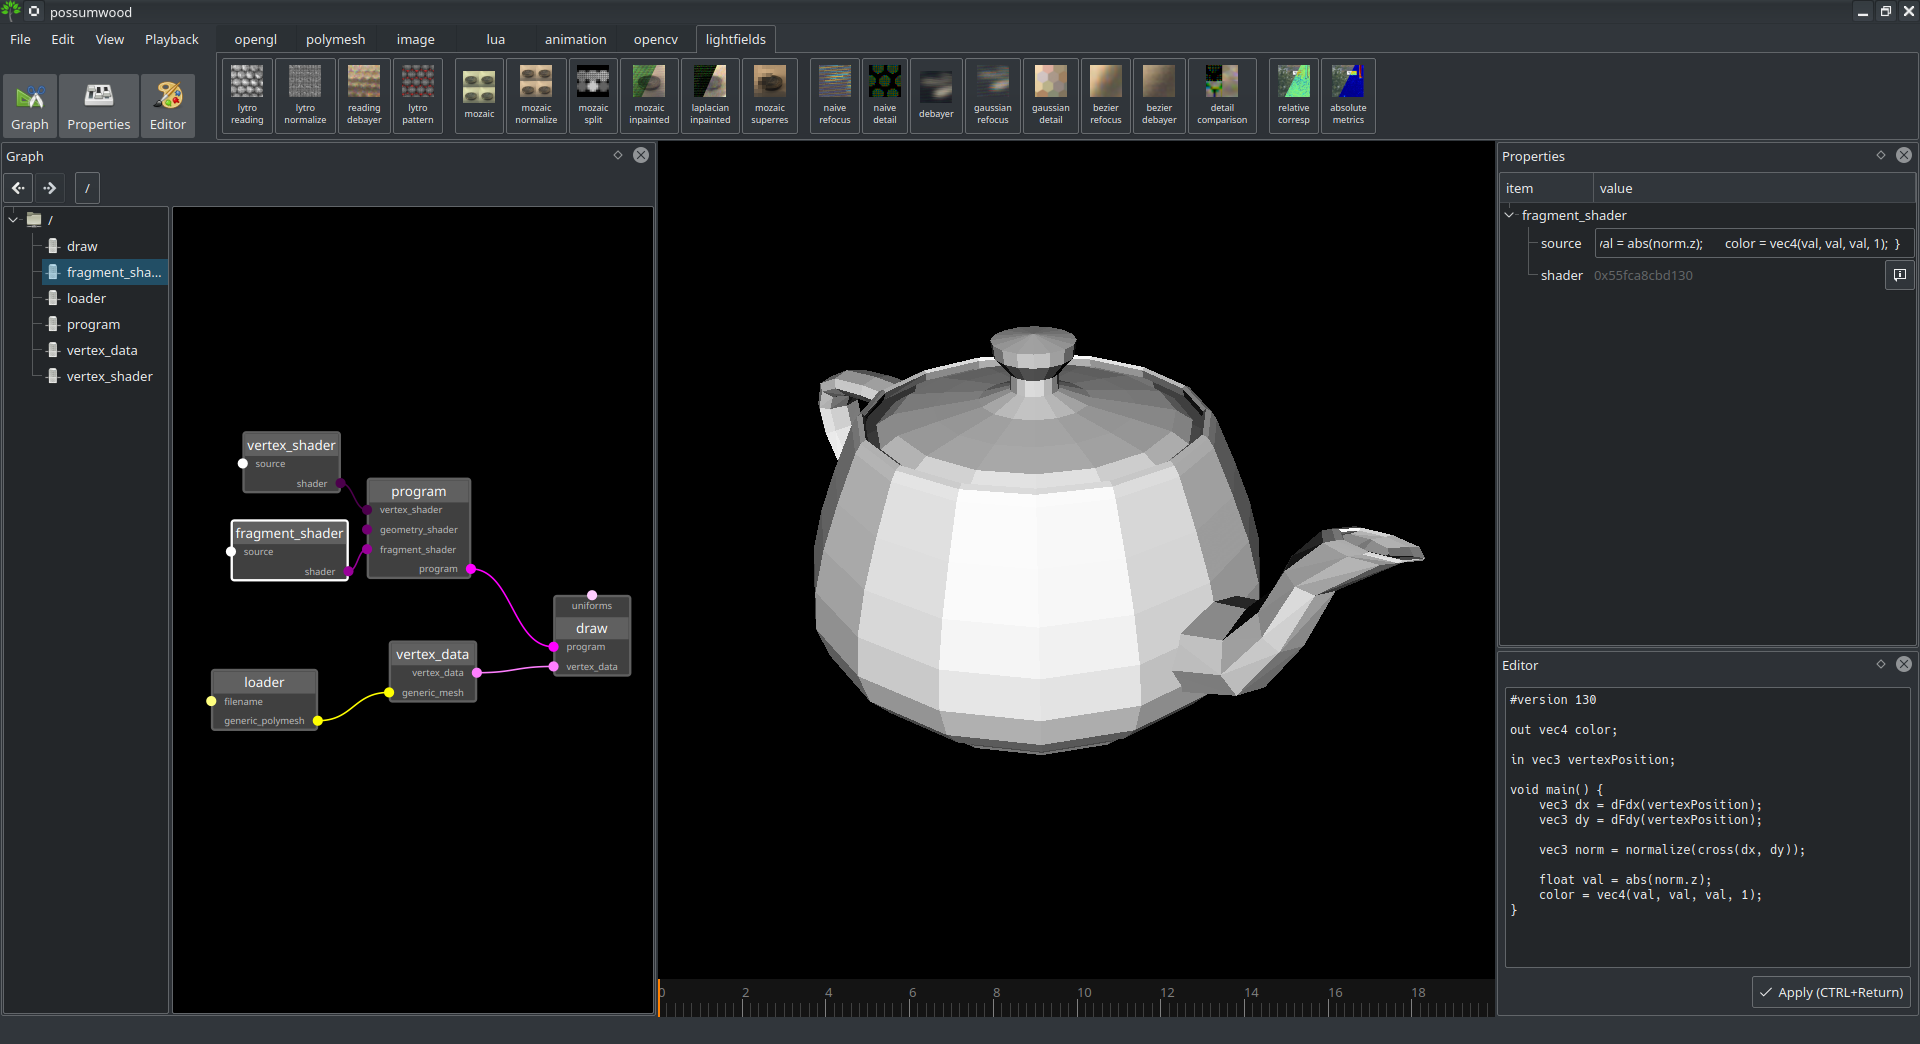 possumwood
File Edit View Playback
opengl polymesh image lua animation opencv lightfields
Graph Properties Editor
lytro reading
lytro normalize
reading debayer
lytro pattern
mozaic
mozaic normalize
mozaic split
mozaic inpainted
laplacian inpainted
mozaic superres
naive refocus
naive detail
debayer
gaussian refocus
gaussian detail
bezier refocus
bezier debayer
detail comparison
relative corresp
absolute metrics
Graph
/
/
draw
fragment_sha...
loader
program
vertex_data
vertex_shader
vertex_shader
source
shader
fragment_shader
source
shader
program
vertex_shader
geometry_shader
fragment_shader
program
uniforms
draw
program
vertex_data
vertex_data
vertex_data
generic_mesh
loader
filename
generic_polymesh
0 2 4 6 8 10 12 14 16 18
Properties
item value
fragment_shader
source val = abs(norm.z); color = vec4(val, val, val, 1); }
shader 0x55fca8cbd130
Editor
#version 130
out vec4 color;
in vec3 vertexPosition;
void main() {
vec3 dx = dFdx(vertexPosition);
vec3 dy = dFdy(vertexPosition);
vec3 norm = normalize(cross(dx, dy));
float val = abs(norm.z);
color = vec4(val, val, val, 1);
}
Apply (CTRL+Return)